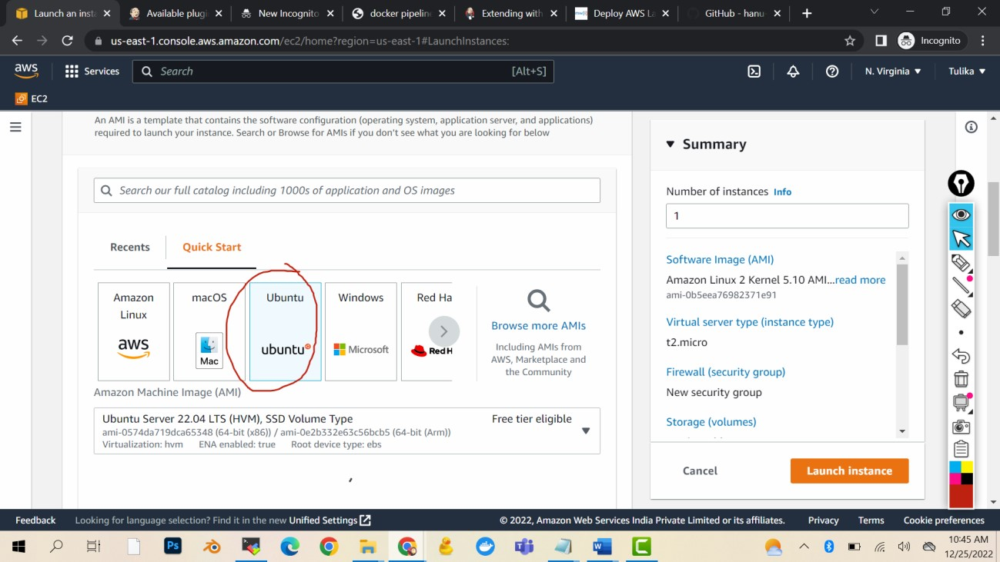 Launch an insta
Available plugi
New Incognito
docker pipeline
Extending with
Deploy AWS La
GitHub - hanu-
us-east-1.console.aws.amazon.com/ec2/home?region=us-east-1#LaunchInstances:
Incognito
aws
Services
Search
[Alt+S]
N. Virginia
Tulika
EC2
An AMI is a template that contains the software configuration (operating system, application server, and applications)
required to launch your instance. Search or Browse for AMIs if you don't see what you are looking for below
Search our full catalog including 1000s of application and OS images
Recents
Quick Start
Amazon
Linux
aws
macOS
Mac
Ubuntu
ubuntu
Windows
Microsoft
Red Ha
Red H
Browse more AMIs
Including AMIs from
AWS, Marketplace and
the Community
Amazon Machine Image (AMI)
Ubuntu Server 22.04 LTS (HVM), SSD Volume Type
Free tier eligible
ami-0574da719dca65348 (64-bit (x86)) / ami-0e2b332e63c56bcb5 (64-bit (Arm))
Virtualization: hvm ENA enabled: true Root device type: ebs
Summary
Number of instances Info
1
Software Image (AMI)
Amazon Linux 2 Kernel 5.10 AMI...read more
ami-0b5eea76982371e91
Virtual server type (instance type)
t2.micro
Firewall (security group)
New security group
Storage (volumes)
Cancel
Launch instance
Feedback
Looking for language selection? Find it in the new Unified Settings
© 2022, Amazon Web Services India Private Limited or its affiliates.
Privacy
Terms
Cookie preferences
Ps
10:45 AM
12/25/2022